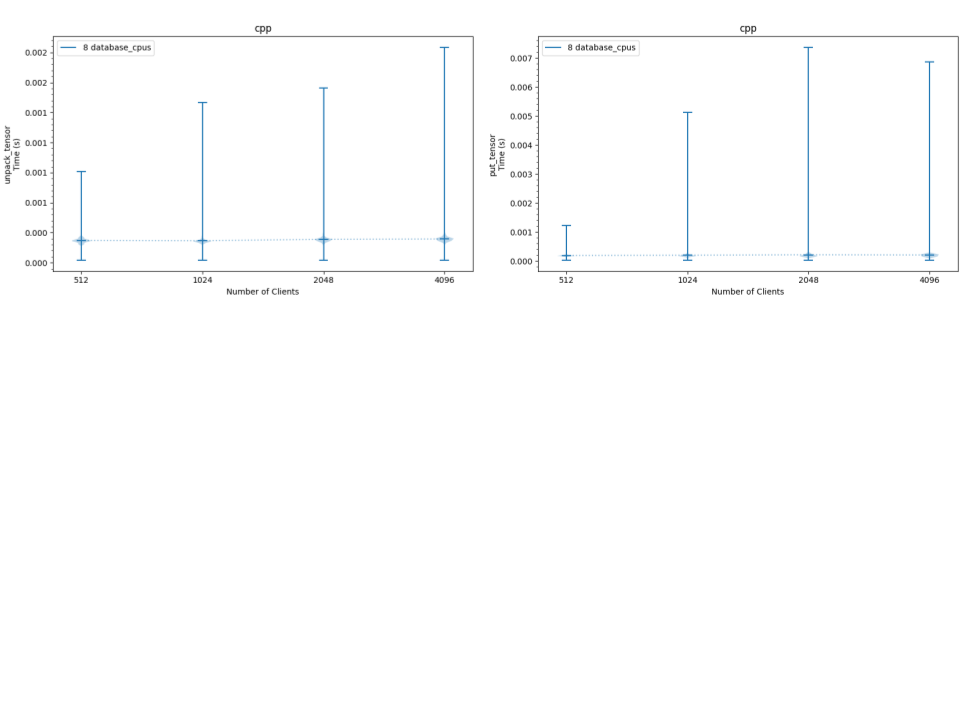 cpp
8 database_cpus
0.002
0.002
0.001
0.001
0.001
0.001
0.000
0.000
unpack_tensor
Time (s)
512
1024
2048
4096
Number of Clients
cpp
8 database_cpus
0.007
0.006
0.005
0.004
0.003
0.002
0.001
0.000
put_tensor
Time (s)
512
1024
2048
4096
Number of Clients